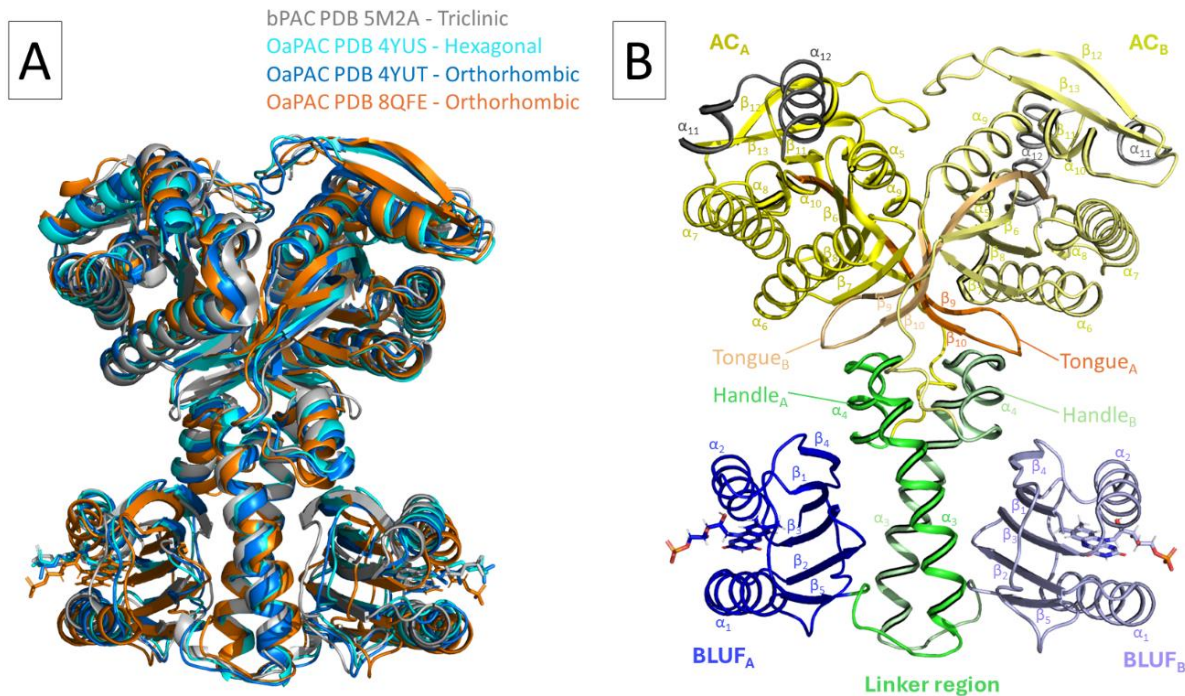 A
bPAC PDB 5M2A - Triclinic
OaPAC PDB 4YUS - Hexagonal
OaPAC PDB 4YUT - Orthorhombic
OaPAC PDB 8QFE - Orthorhombic
B
AC_A
AC_B
α₁₂
β₁₂
β₁₂
β₁₃
α₁₁
β₁₃
β₁₁
α₅
α₉
α₉
β₁₁
α₁₂
α₁₀
α₁₁
α₈
α₁₀
β₆
β₆
α₇
β₈
α₈
α₇
β₇
α₆
β₉
β₁₀
β₉
β₁₀
α₆
Tongue_B
Tongue_A
Handle_A
α₄
α₄
Handle_B
α₂
β₄
β₁
β₃
β₂
β₅
α₁
α₃
α₃
β₄
α₂
β₁
β₃
β₂
β₅
α₁
BLUF_A
BLUF_B
Linker region